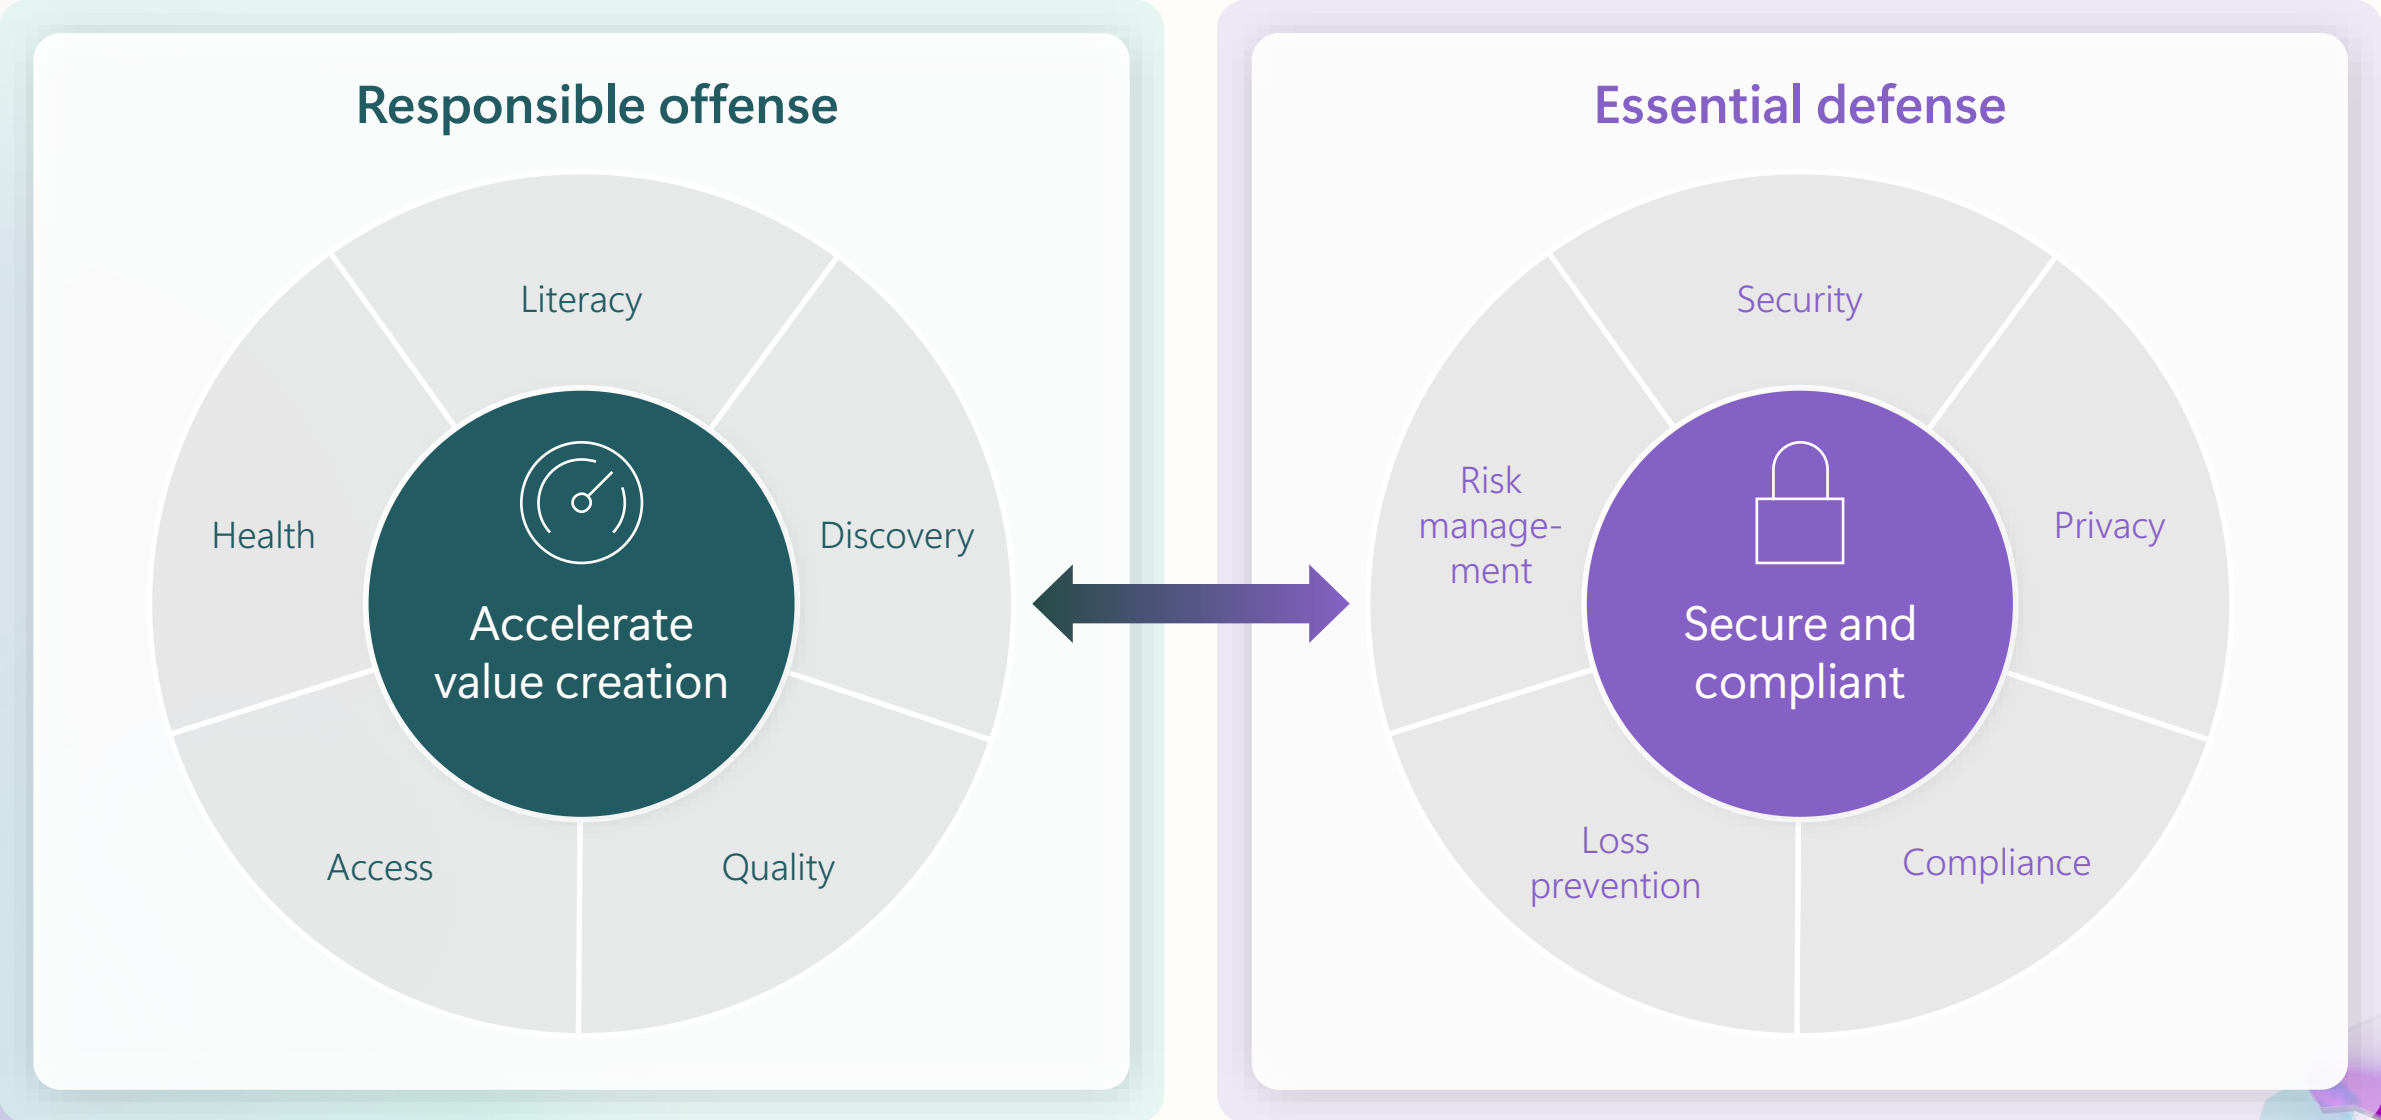 Responsible offense
Literacy
Discovery
Quality
Access
Health
Accelerate
value creation
Essential defense
Security
Privacy
Compliance
Loss
prevention
Risk
manage-
ment
Secure and
compliant